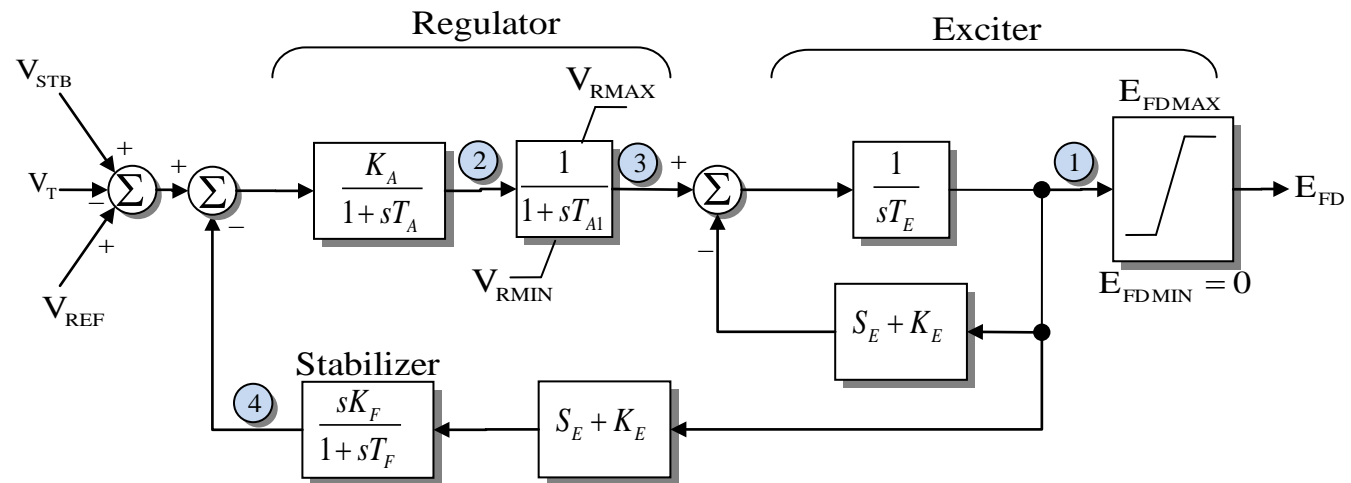 Regulator
Exciter
V_STB
V_RMAX
E_FDMAX
+
+
+
V_T
−
Σ
Σ
K_A
1 + sT_A
2
1
1 + sT_A1
3
Σ
1
sT_E
1
E_FD
+
−
−
V_RMIN
E_FDMIN = 0
V_REF
S_E + K_E
Stabilizer
4
sK_F
1 + sT_F
S_E + K_E